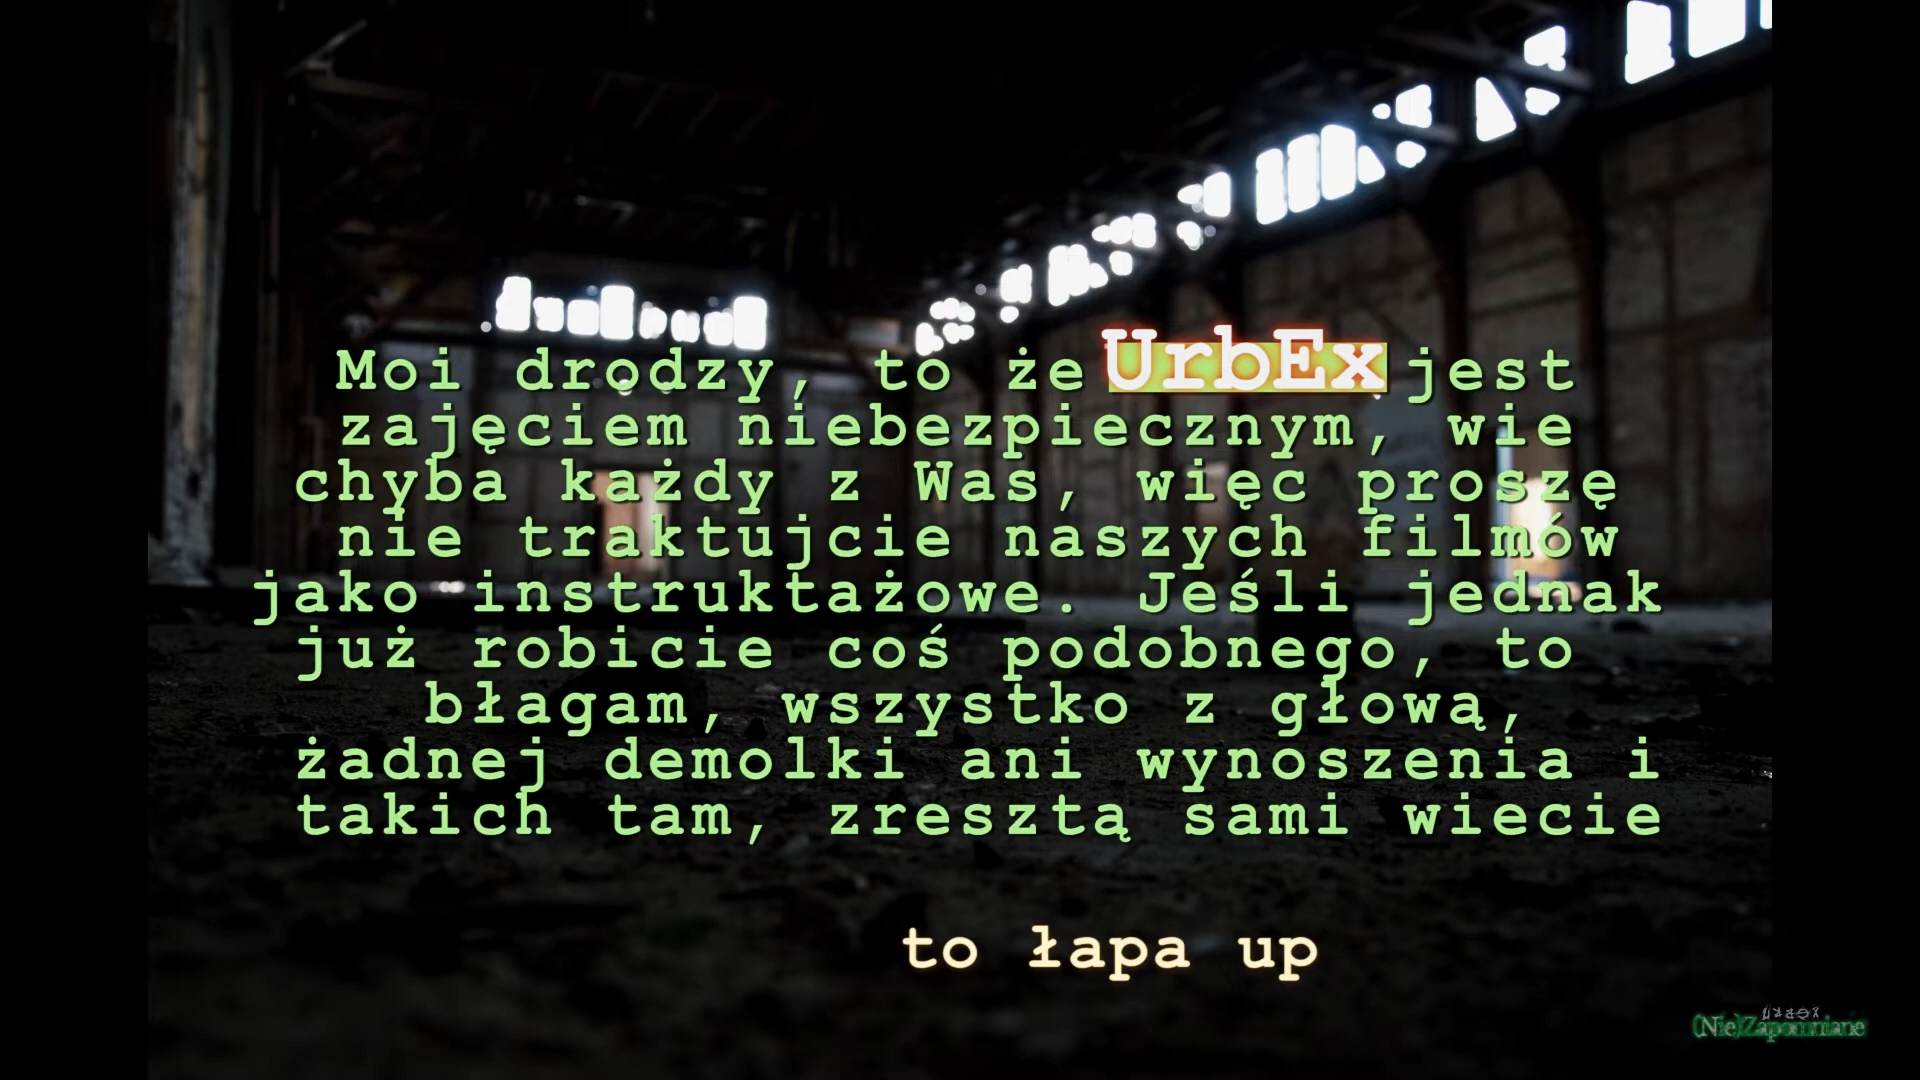 Moi drodzy, to że UrbEx jest
zajęciem niebezpiecznym, wie
chyba każdy z Was, więc proszę
nie traktujcie naszych filmów
jako instruktażowe. Jeśli jednak
już robicie coś podobnego, to
błagam, wszystko z głową,
żadnej demolki ani wynoszenia i
takich tam, zresztą sami wiecie
to łapa up
(Nie)Zapomniane